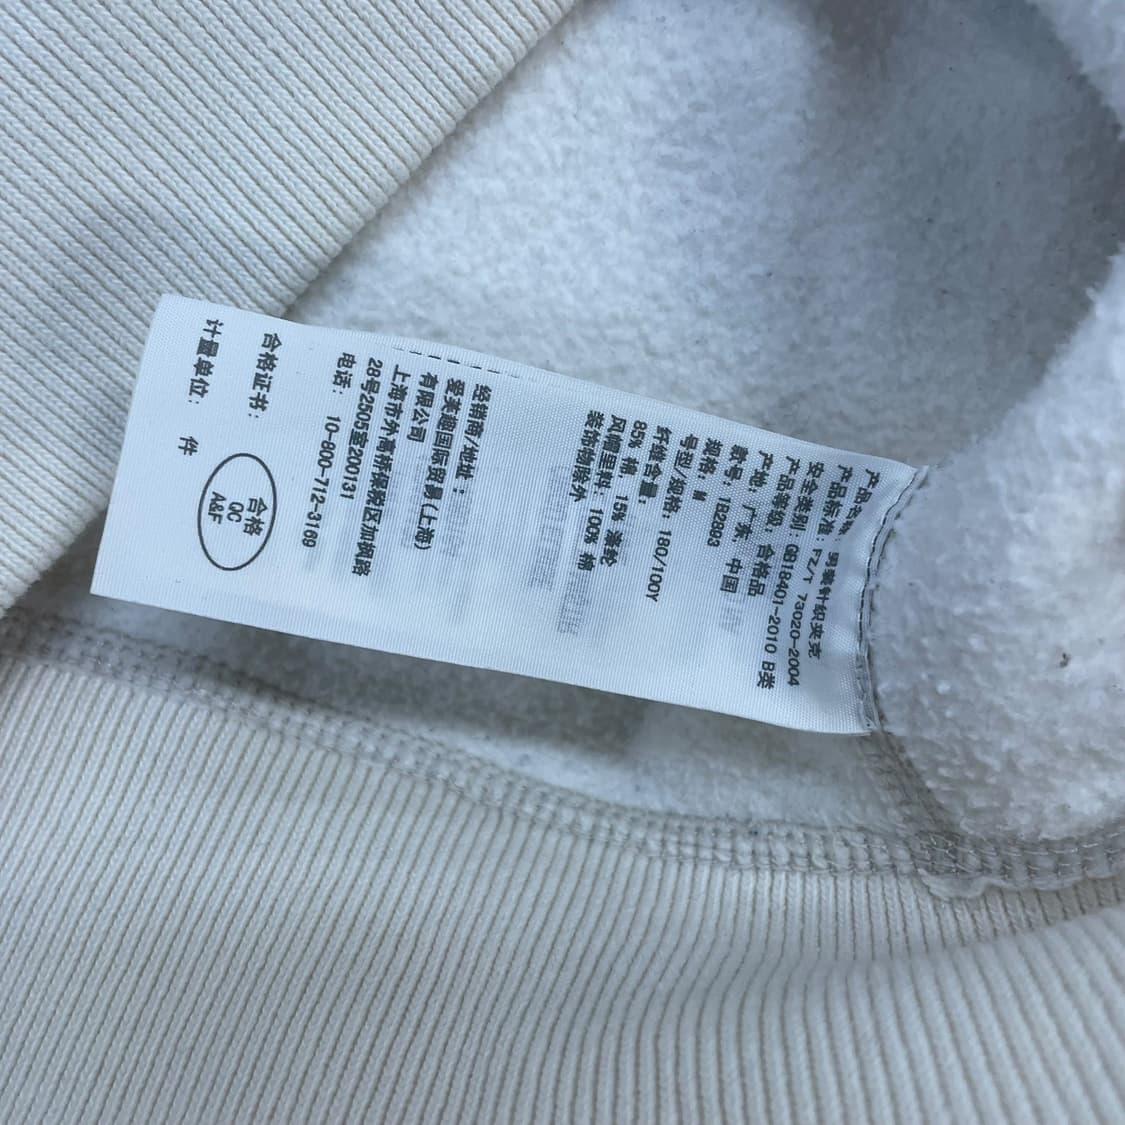 产品名称: 男装针织夹克
产品标准: FZ/T 73020-2004
安全类别: GB18401-2010 B类
产品等级: 合格品
产地: 广东, 中国
款号: 1B2893
规格: M
号型/规格: 180/100Y
纤维含量:
85% 棉, 15% 涤纶
风帽里料: 100% 棉
装饰物除外
经销商/地址:
爱芙趣国际贸易(上海)
有限公司
上海市外高桥保税区加枫路
28号2505室200131
电话: 10-800-712-3169
合格证书:
合格
QC
A&F
计量单位: 件